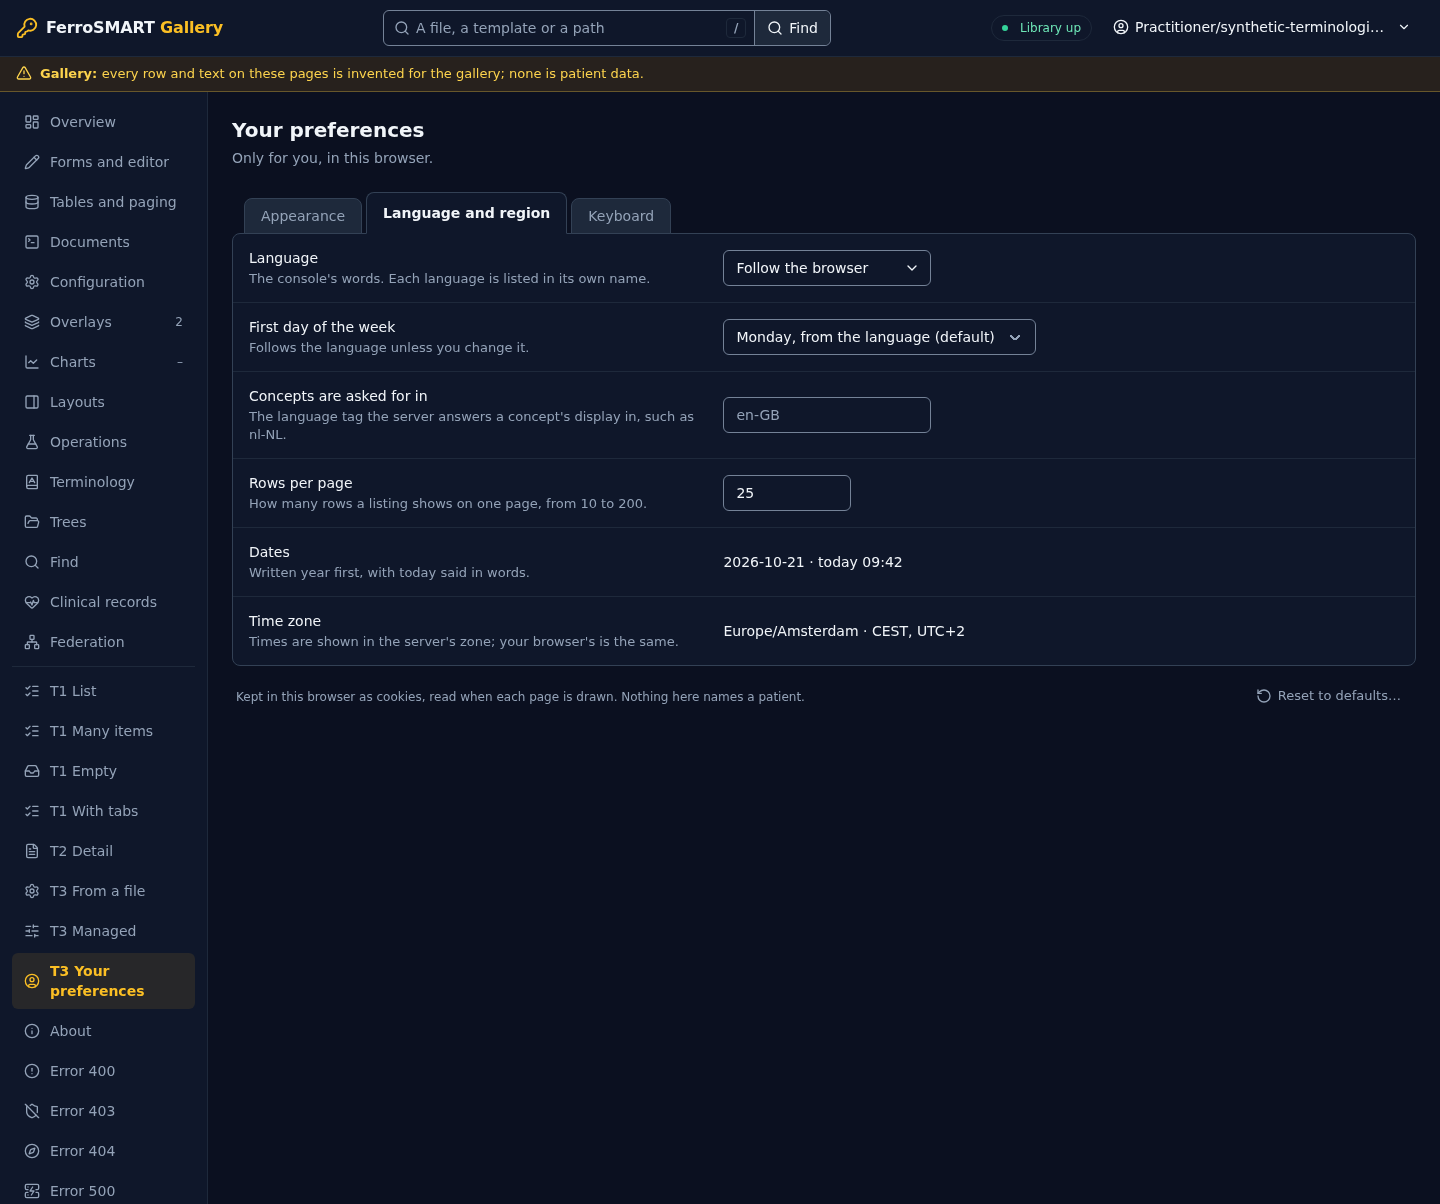 FerroSMART Gallery
A file, a template or a path
/
Find
Library up
Practitioner/synthetic-terminologi…
Gallery: every row and text on these pages is invented for the gallery; none is patient data.
Overview
Forms and editor
Tables and paging
Documents
Configuration
Overlays 2
Charts –
Layouts
Operations
Terminology
Trees
Find
Clinical records
Federation
T1 List
T1 Many items
T1 Empty
T1 With tabs
T2 Detail
T3 From a file
T3 Managed
T3 Your
preferences
About
Error 400
Error 403
Error 404
Error 500
Your preferences
Only for you, in this browser.
Appearance
Language and region
Keyboard
Language
The console's words. Each language is listed in its own name.
Follow the browser
First day of the week
Follows the language unless you change it.
Monday, from the language (default)
Concepts are asked for in
The language tag the server answers a concept's display in, such as
nl-NL.
en-GB
Rows per page
How many rows a listing shows on one page, from 10 to 200.
25
Dates
Written year first, with today said in words.
2026-10-21 · today 09:42
Time zone
Times are shown in the server's zone; your browser's is the same.
Europe/Amsterdam · CEST, UTC+2
Kept in this browser as cookies, read when each page is drawn. Nothing here names a patient.
Reset to defaults…